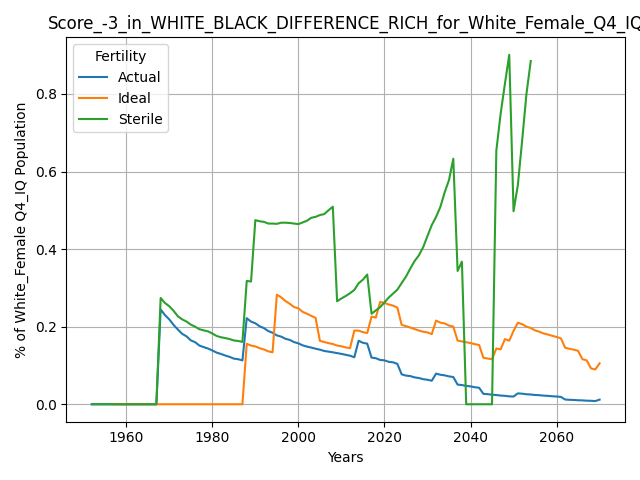 Score_-3_in_WHITE_BLACK_DIFFERENCE_RICH_for_White_Female_Q4_IQ
Fertility
Actual
Ideal
Sterile
% of White_Female Q4_IQ Population
0.8
0.6
0.4
0.2
0.0
1960 1980 2000 2020 2040 2060
Years